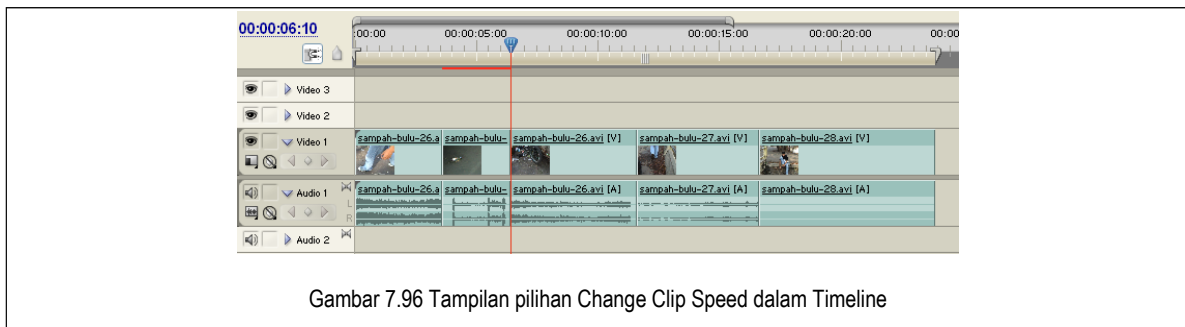 00:00:06:10
:00:00 00:00:05:00 00:00:10:00 00:00:15:00 00:00:20:00 00:00
Video 3
Video 2
Video 1
sampah-bulu-26.a sampah-bulu- sampah-bulu-26.avi [V] sampah-bulu-27.avi [V] sampah-bulu-28.avi [V]
Audio 1
L
R
sampah-bulu-26.a sampah-bulu- sampah-bulu-26.avi [A] sampah-bulu-27.avi [A] sampah-bulu-28.avi [A]
Audio 2
Gambar 7.96 Tampilan pilihan Change Clip Speed dalam Timeline